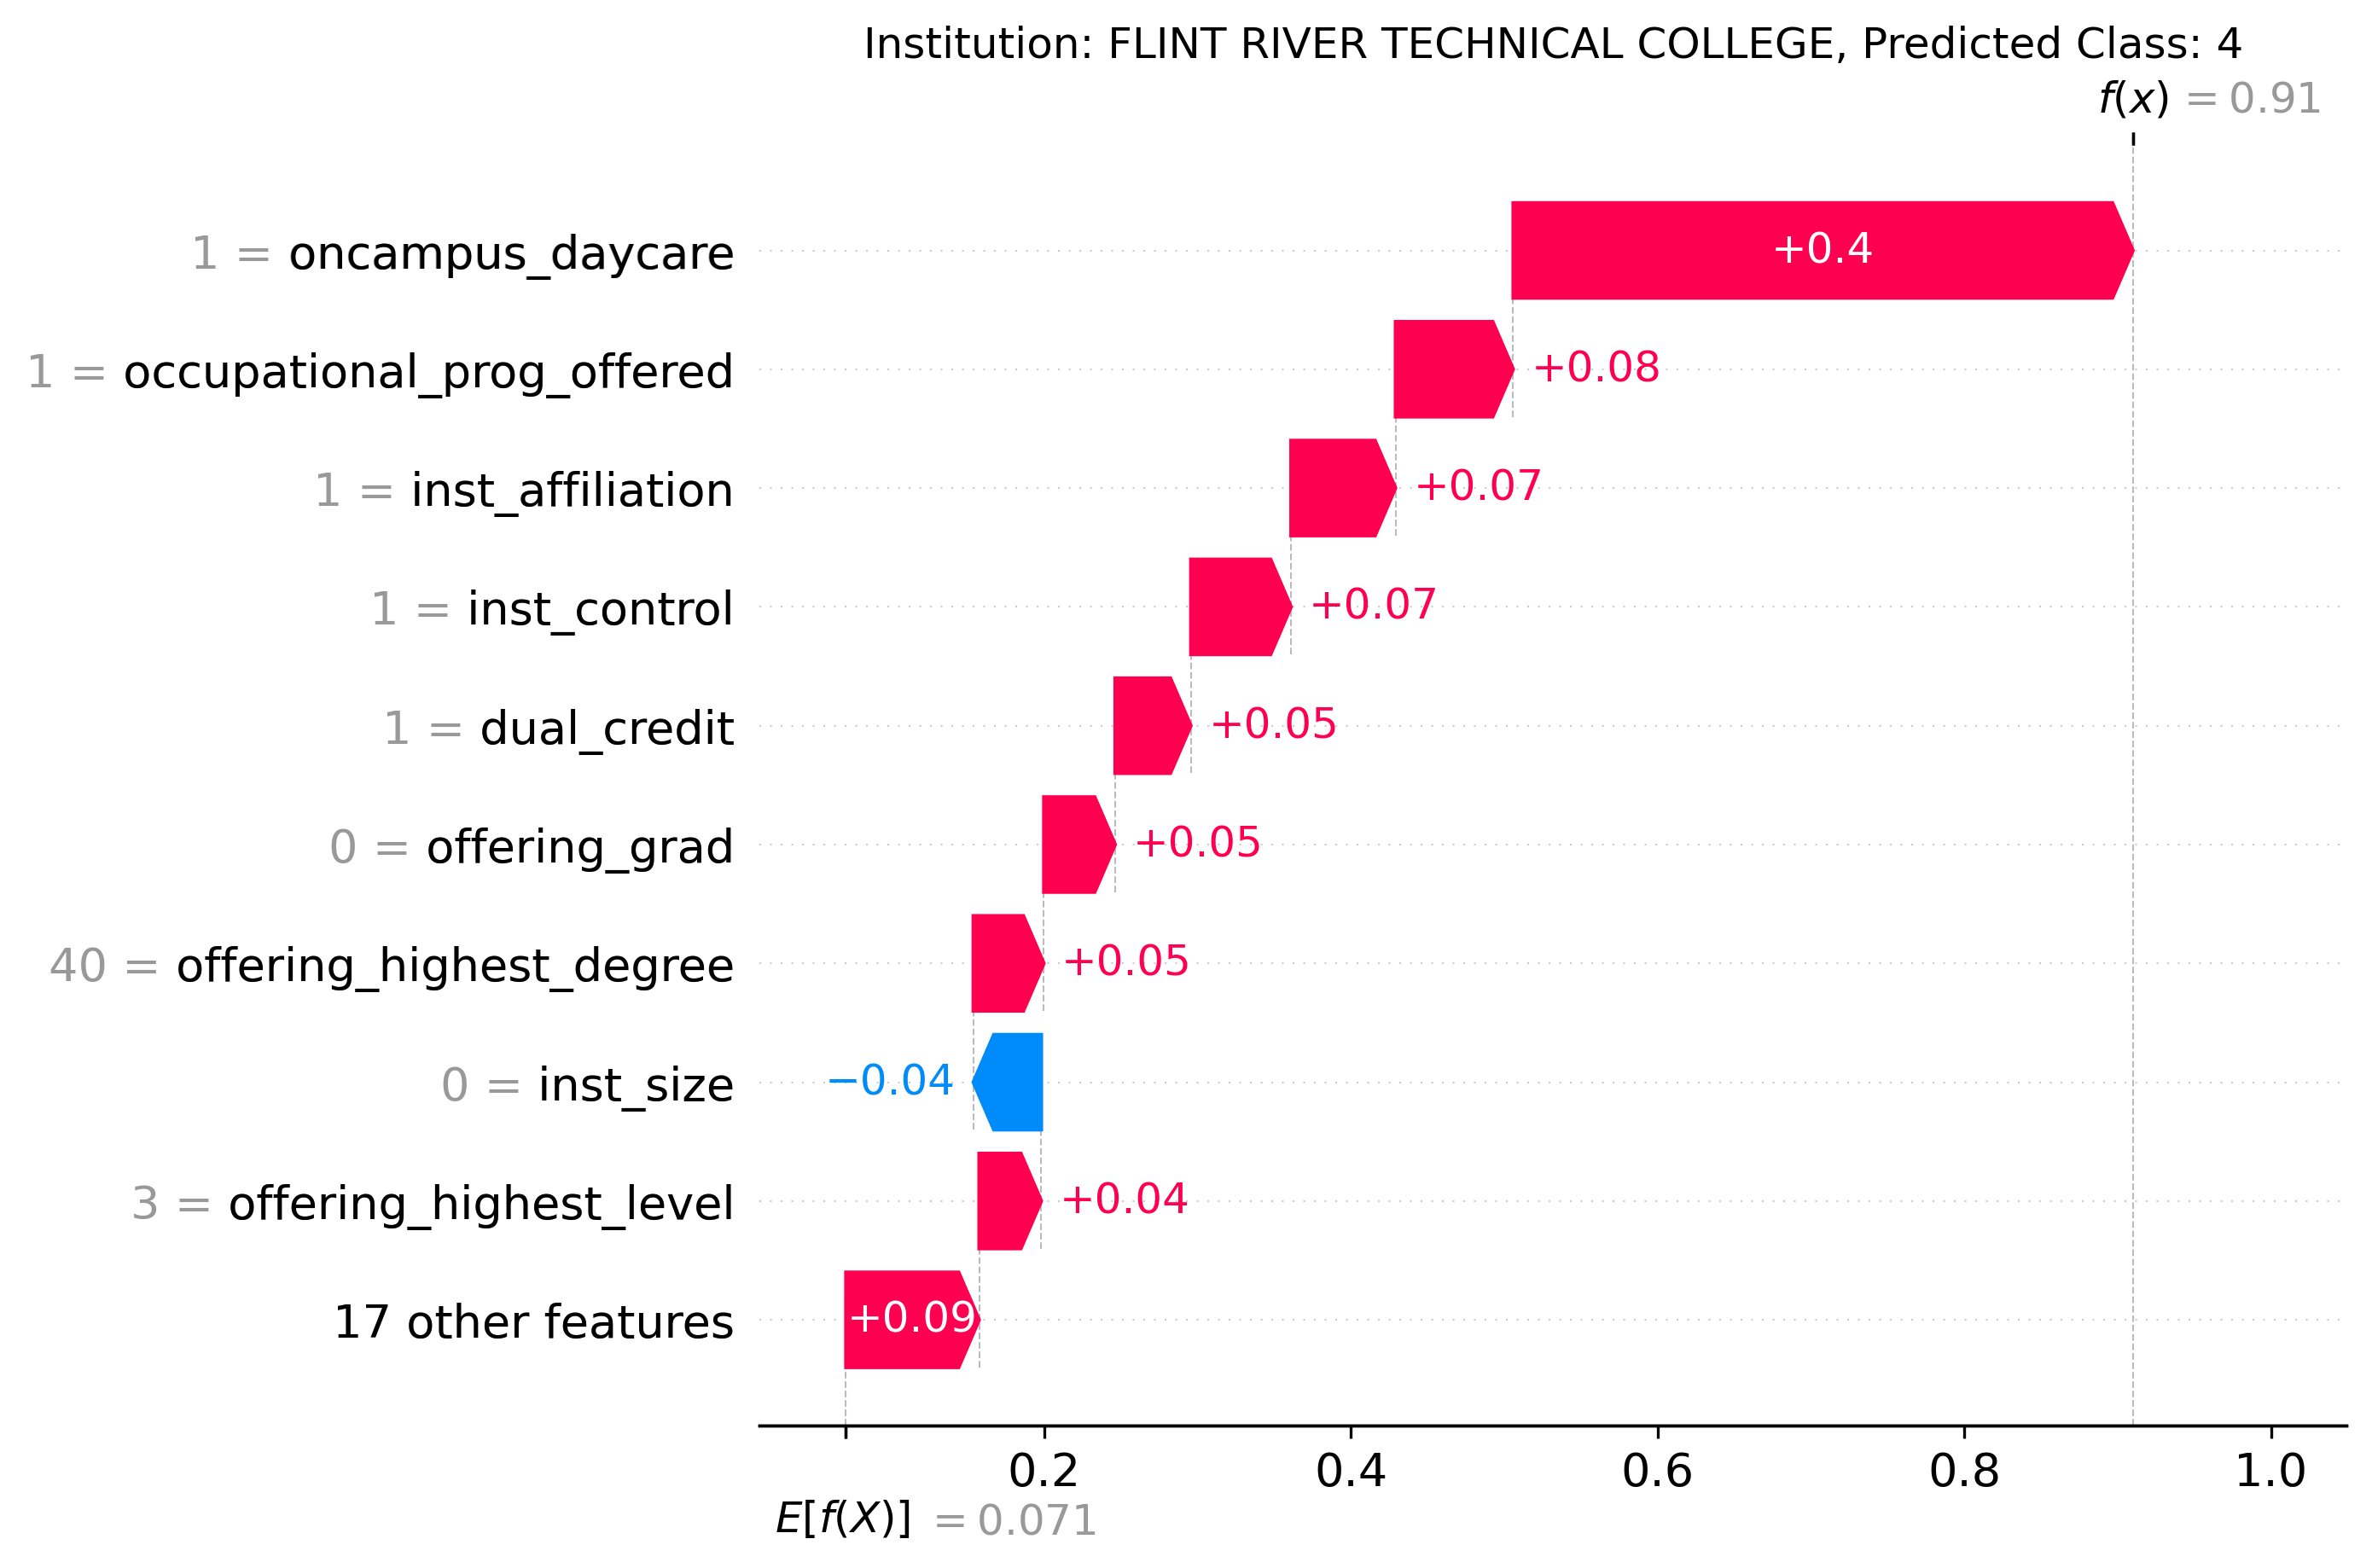 Institution: FLINT RIVER TECHNICAL COLLEGE, Predicted Class: 4
f(x) = 0.91
1 = oncampus_daycare +0.4
1 = occupational_prog_offered +0.08
1 = inst_affiliation +0.07
1 = inst_control +0.07
1 = dual_credit +0.05
0 = offering_grad +0.05
40 = offering_highest_degree +0.05
0 = inst_size −0.04
3 = offering_highest_level +0.04
17 other features +0.09
0.2 0.4 0.6 0.8 1.0
E[f(X)] = 0.071